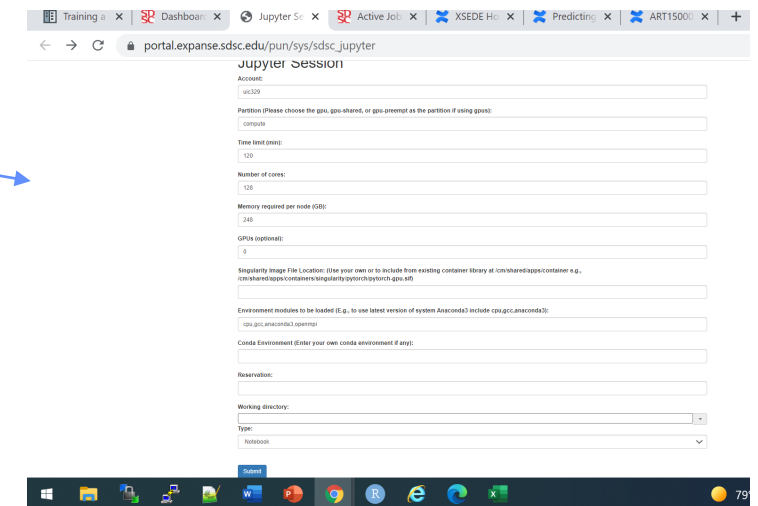 Training a
Dashboar
Jupyter Se
Active Job
XSEDE Ho
Predicting
ART15000
portal.expanse.sdsc.edu/pun/sys/sdsc_jupyter
Jupyter Session
Account:
uic329
Partition (Please choose the gpu, gpu-shared, or gpu-preempt as the partition if using gpus):
compute
Time limit (min):
120
Number of cores:
128
Memory required per node (GB):
248
GPUs (optional):
0
Singularity Image File Location: (Use your own or to include from existing container library at /cm/shared/apps/container e.g.,
/cm/shared/apps/containers/singularity/pytorch/pytorch-gpu.sif)
Environment modules to be loaded (E.g., to use latest version of system Anaconda3 include cpu,gcc,anaconda3):
cpu,gcc,anaconda3,openmpi
Conda Environment (Enter your own conda environment if any):
Reservation:
Working directory:
Type:
Notebook
Submit
79°